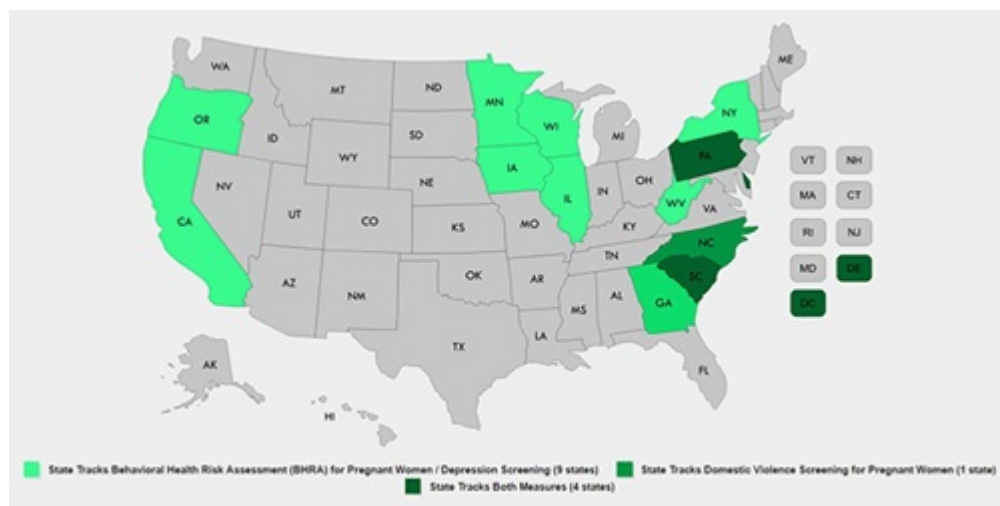 WA
ME
MT
ND
MN
OR
NY
ID
WI
SD
MI
WY
PA
IA
NE
NV
OH
IN
IL
UT
WV
CO
VA
CA
KS
MO
KY
NC
TN
OK
AZ
AR
SC
NM
MS
AL
GA
LA
TX
FL
AK
HI
VT NH
MA CT
RI NJ
MD DE
DC
State Tracks Behavioral Health Risk Assessment (BHRA) for Pregnant Women / Depression Screening (9 states)
State Tracks Domestic Violence Screening for Pregnant Women (1 state)
State Tracks Both Measures (4 states)